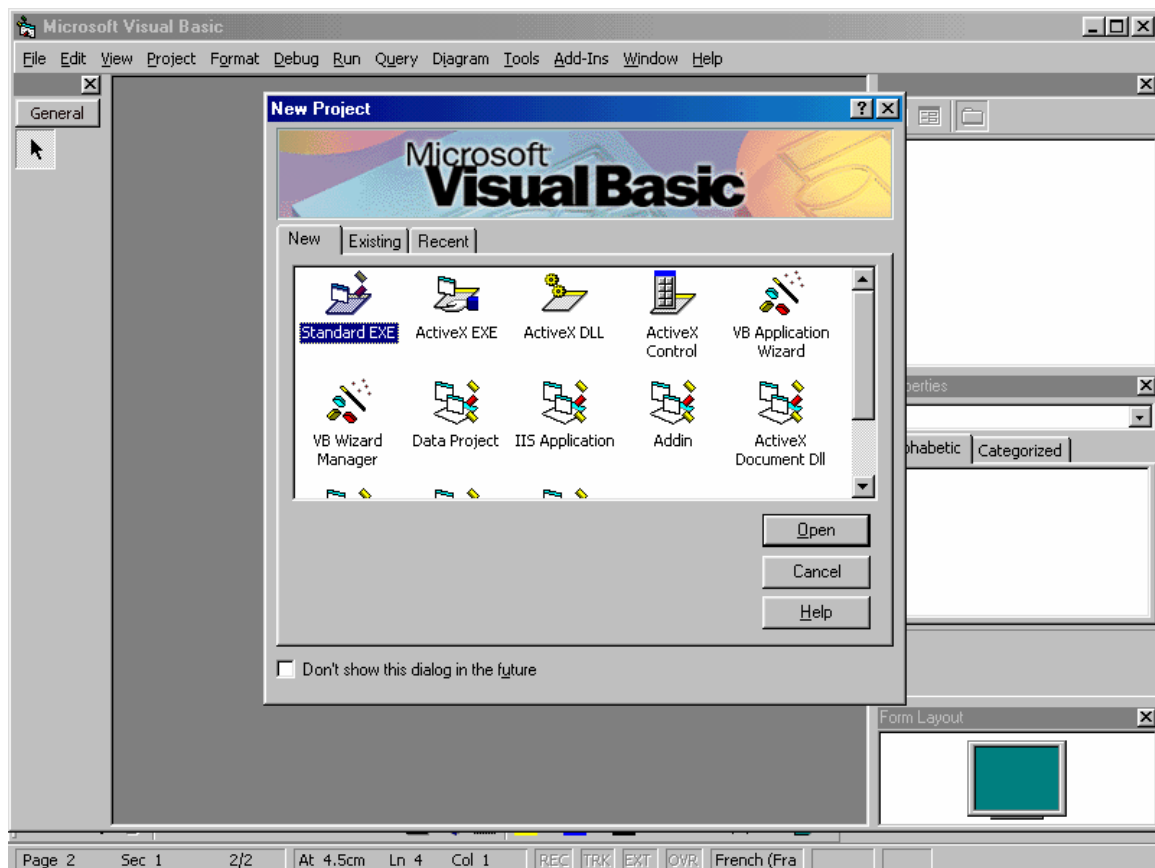 Microsoft Visual Basic
File Edit View Project Format Debug Run Query Diagram Tools Add-Ins Window Help
General
New Project
Microsoft
Visual Basic
New Existing Recent
Standard EXE ActiveX EXE ActiveX DLL ActiveX Control VB Application Wizard
VB Wizard Manager Data Project IIS Application Addin ActiveX Document Dll
Open
Cancel
Help
Don't show this dialog in the future
perties
phabetic Categorized
Form Layout
Page 2 Sec 1 2/2 At 4.5cm Ln 4 Col 1 REC TRK EXT OVR French (Fra